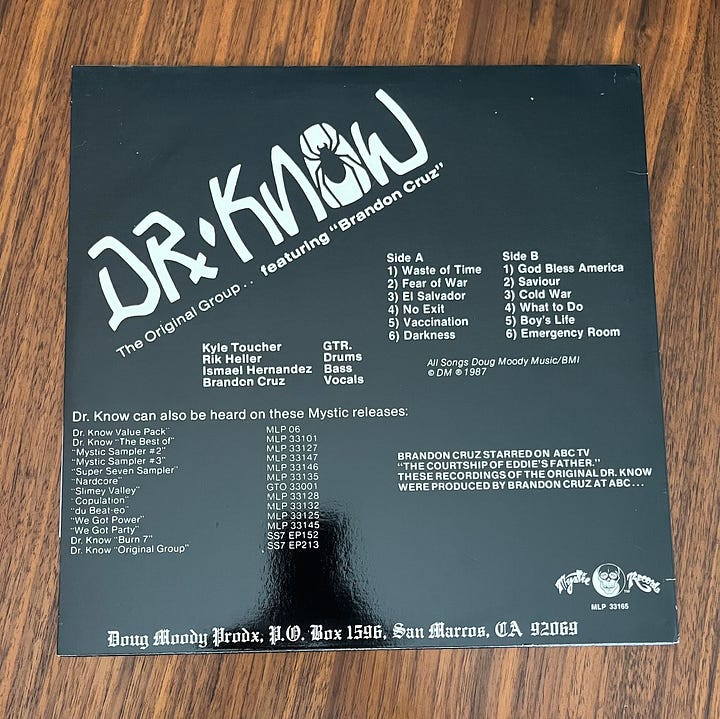 DR. KNOW
The Original Group.. featuring "Brandon Cruz"
Side A
1) Waste of Time
2) Fear of War
3) El Salvador
4) No Exit
5) Vaccination
6) Darkness
Side B
1) God Bless America
2) Saviour
3) Cold War
4) What to Do
5) Boy's Life
6) Emergency Room
Kyle Toucher GTR.
Rik Heller Drums
Ismael Hernandez Bass
Brandon Cruz Vocals
All Songs Doug Moody Music/BMI
© DM ℗ 1987
Dr. Know can also be heard on these Mystic releases:
Dr. Know Value Pack" MLP 06
Dr. Know "The Best of" MLP 33101
"Mystic Sampler #2" MLP 33127
"Mystic Sampler #3" MLP 33147
"Super Seven Sampler" MLP 33146
"Nardcore" MLP 33135
"Slimey Valley" GTO 33001
"Copulation" MLP 33128
"du Beat-eo" MLP 33132
"We Got Power" MLP 33125
"We Got Party" MLP 33145
Dr. Know "Burn 7" SS7 EP152
Dr. Know "Original Group" SS7 EP213
BRANDON CRUZ STARRED ON ABC TV
"THE COURTSHIP OF EDDIE'S FATHER."
THESE RECORDINGS OF THE ORIGINAL DR. KNOW
WERE PRODUCED BY BRANDON CRUZ AT ABC...
Mystic Records
MLP 33165
Doug Moody Prodx, P.O. Box 1596, San Marcos, CA 92069